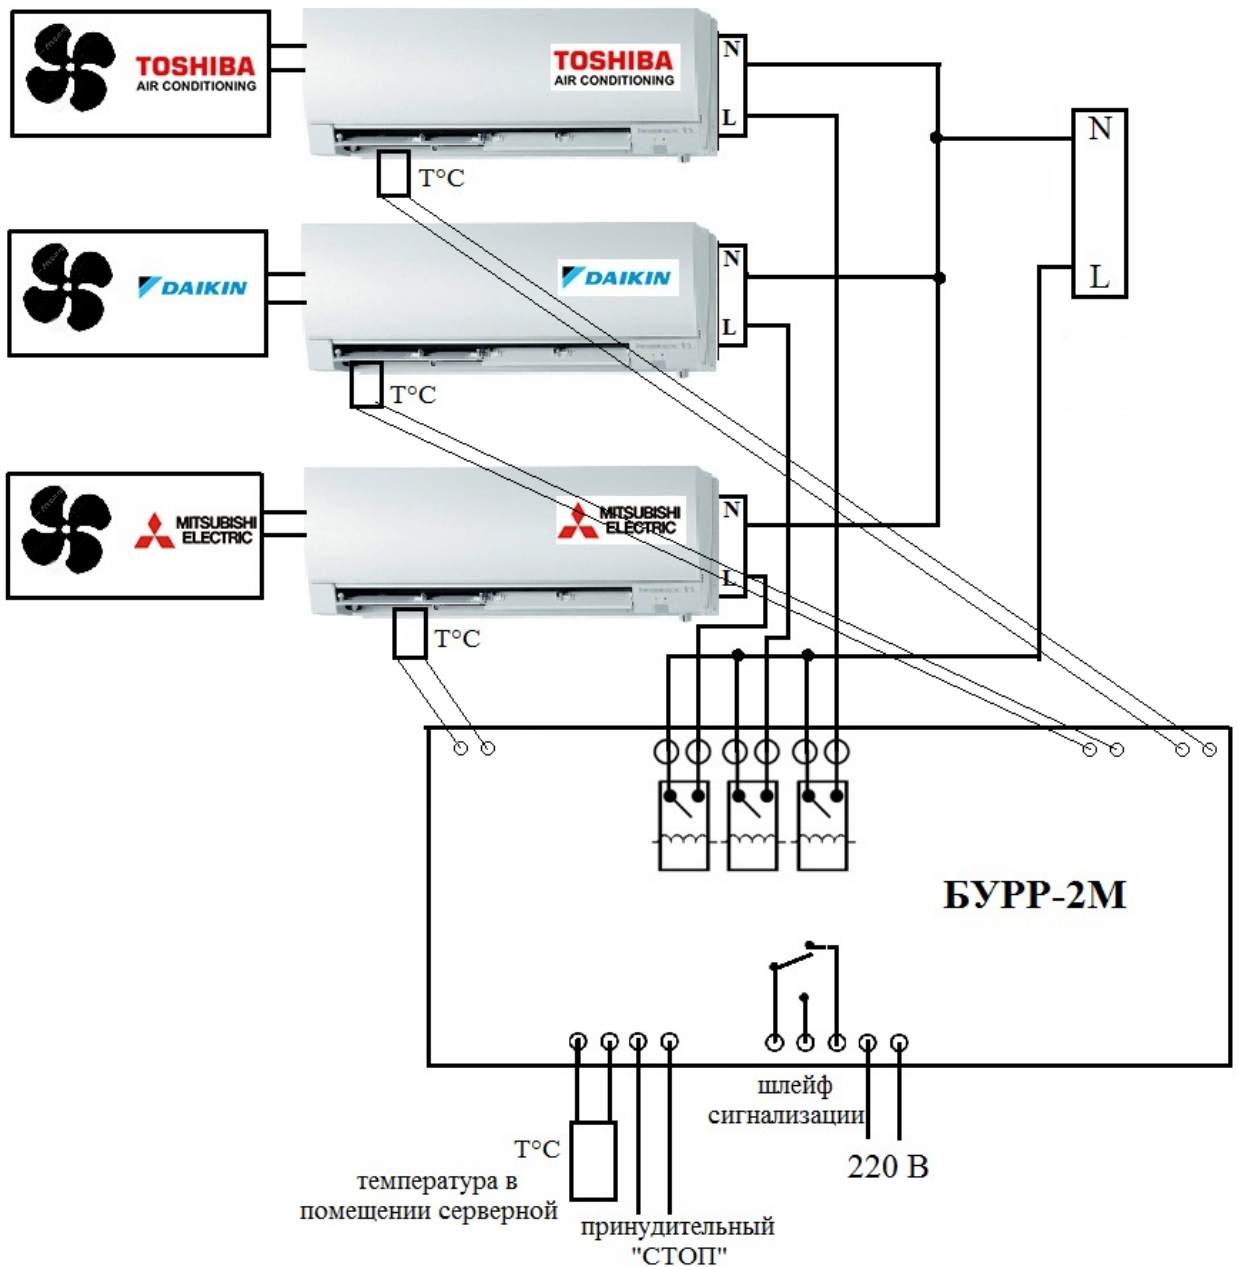 TOSHIBA
AIR CONDITIONING
TOSHIBA
AIR CONDITIONING
N
L
T°C
N
L
DAIKIN
DAIKIN
N
L
T°C
MITSUBISHI
ELECTRIC
MITSUBISHI
ELECTRIC
N
L
T°C
БУРР-2М
шлейф
сигнализации
220 В
T°C
температура в
помещении серверной
принудительный
"СТОП"